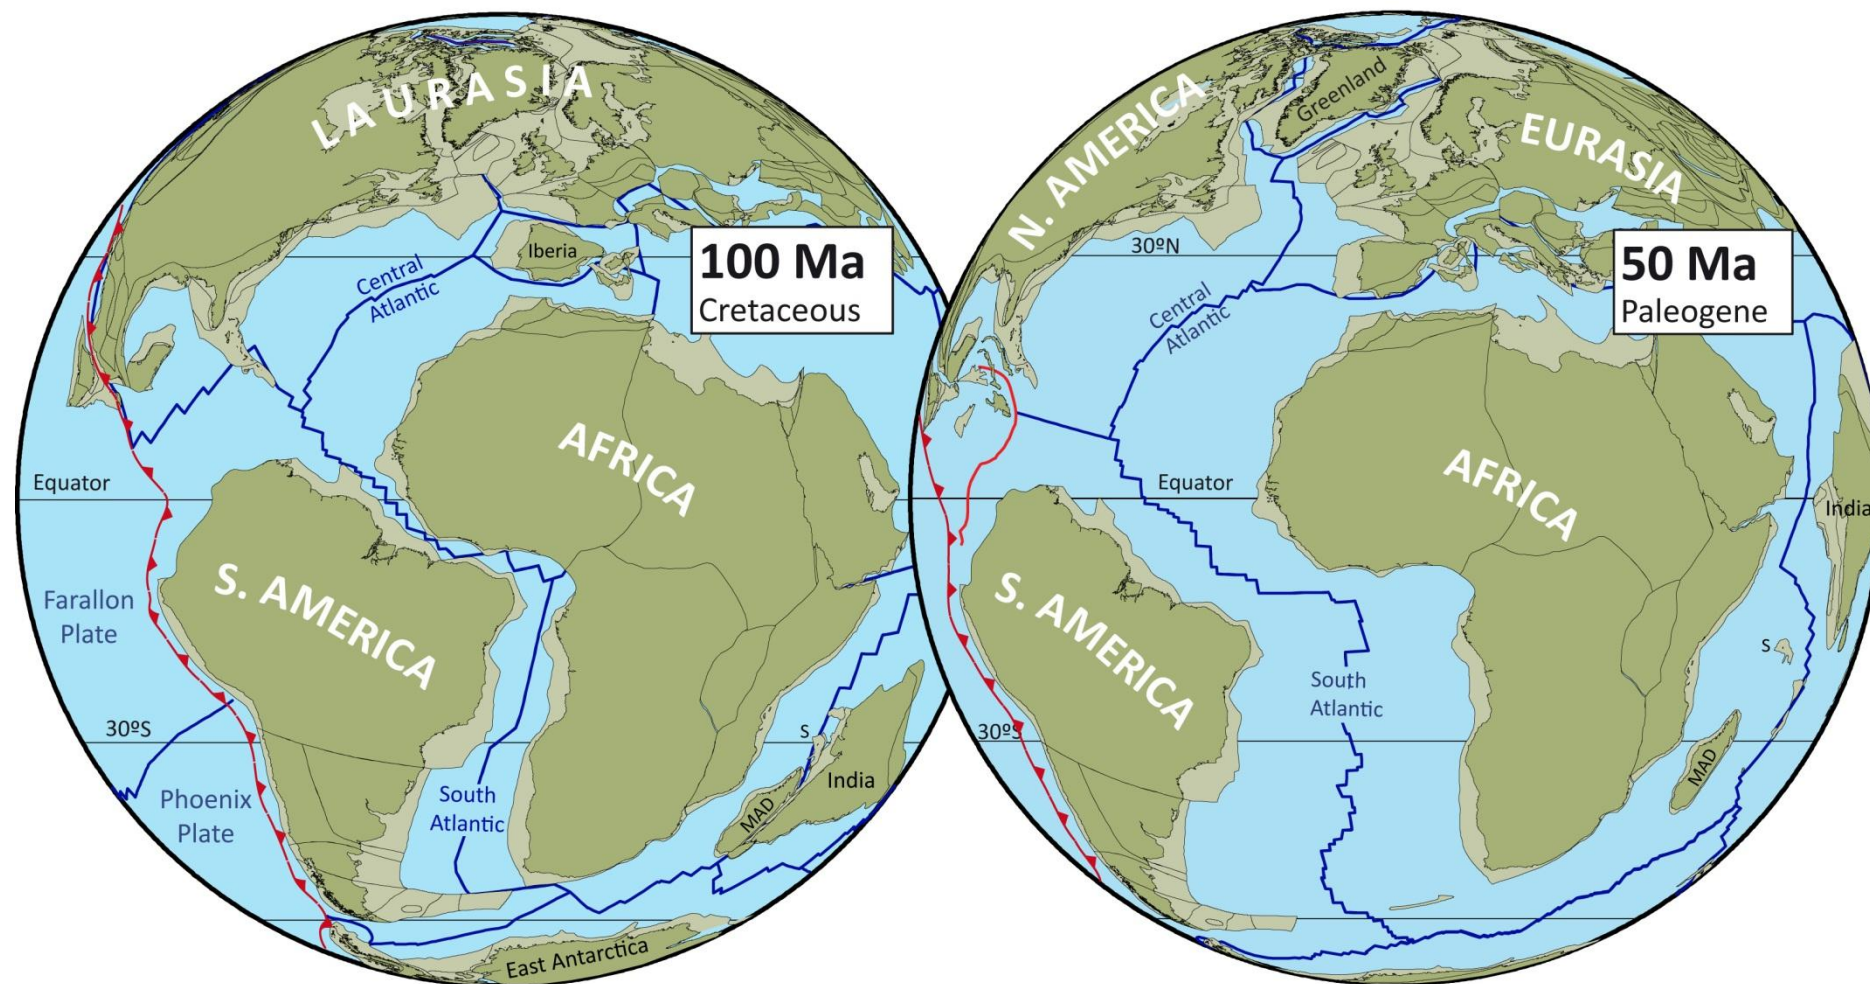 LAURASIA
Iberia
100 Ma
Cretaceous
Central
Atlantic
AFRICA
Equator
S. AMERICA
Farallon
Plate
30ºS
Phoenix
Plate
South
Atlantic
S
India
MAD
East Antarctica
N. AMERICA
Greenland
EURASIA
30ºN
50 Ma
Paleogene
Central
Atlantic
Equator
AFRICA
India
S. AMERICA
S
South
Atlantic
30ºS
MAD